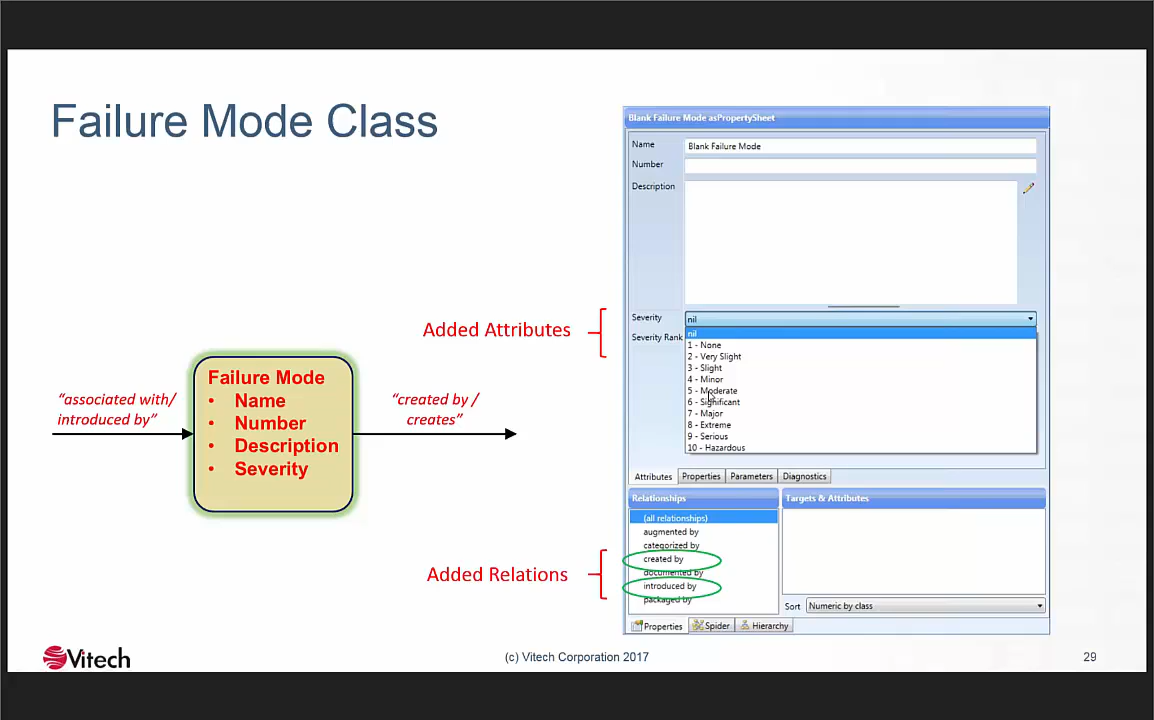 Failure Mode Class
Added Attributes
"associated with/
introduced by"
Failure Mode
• Name
• Number
• Description
• Severity
"created by /
creates"
Added Relations
Blank Failure Mode asPropertySheet
Name
Blank Failure Mode
Number
Description
Severity
nil
Severity Rank
nil
1 - None
2 - Very Slight
3 - Slight
4 - Minor
5 - Moderate
6 - Significant
7 - Major
8 - Extreme
9 - Serious
10 - Hazardous
Attributes
Properties
Parameters
Diagnostics
Relationships
(all relationships)
augmented by
categorized by
created by
documented by
introduced by
packaged by
Targets & Attributes
Sort
Numeric by class
Properties
Spider
Hierarchy
Vitech
(c) Vitech Corporation 2017
29